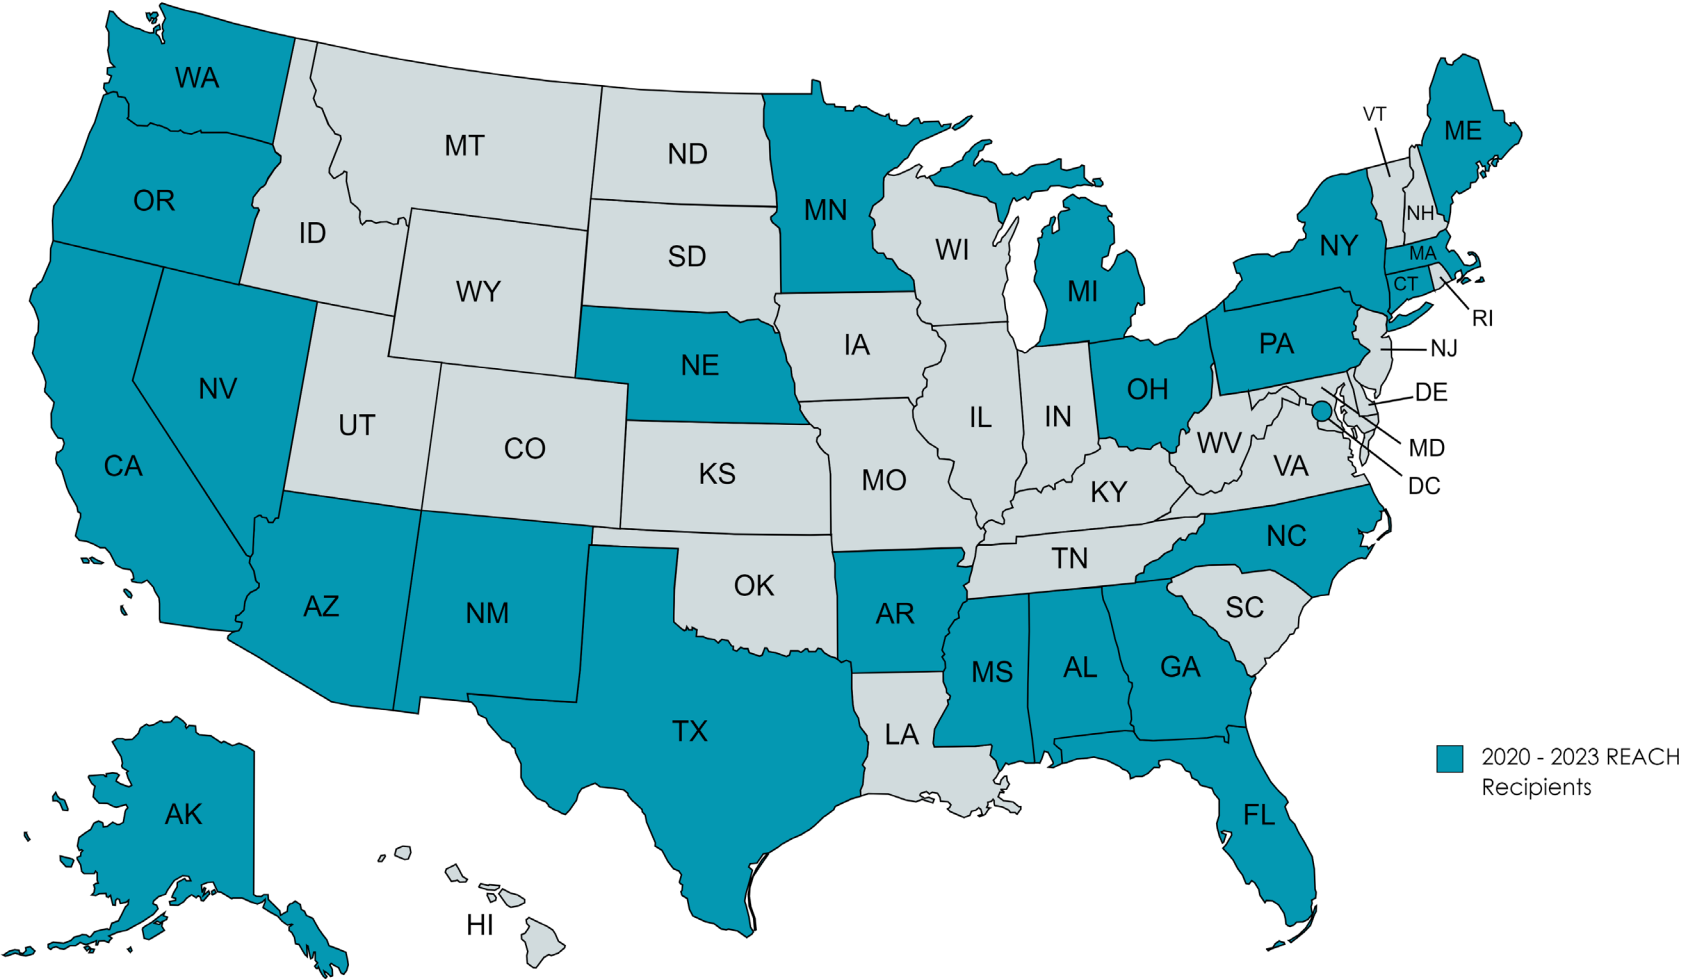 WA
MT
ND
MN
OR
ID
SD
WY
WI
MI
VT
ME
NH
NY
MA
CT
RI
IA
NE
PA
NJ
NV
OH
DE
UT
CO
IL
IN
WV
MD
CA
KS
MO
KY
VA
DC
NC
TN
OK
AZ
NM
AR
SC
MS
AL
GA
TX
LA
2020 - 2023 REACH
Recipients
AK
FL
HI